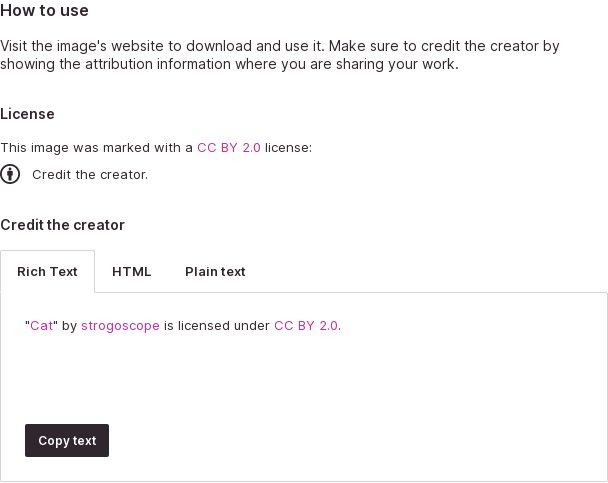 How to use
Visit the image's website to download and use it. Make sure to credit the creator by
showing the attribution information where you are sharing your work.
License
This image was marked with a CC BY 2.0 license:
Credit the creator.
Credit the creator
Rich Text HTML Plain text
"Cat" by strogoscope is licensed under CC BY 2.0.
Copy text